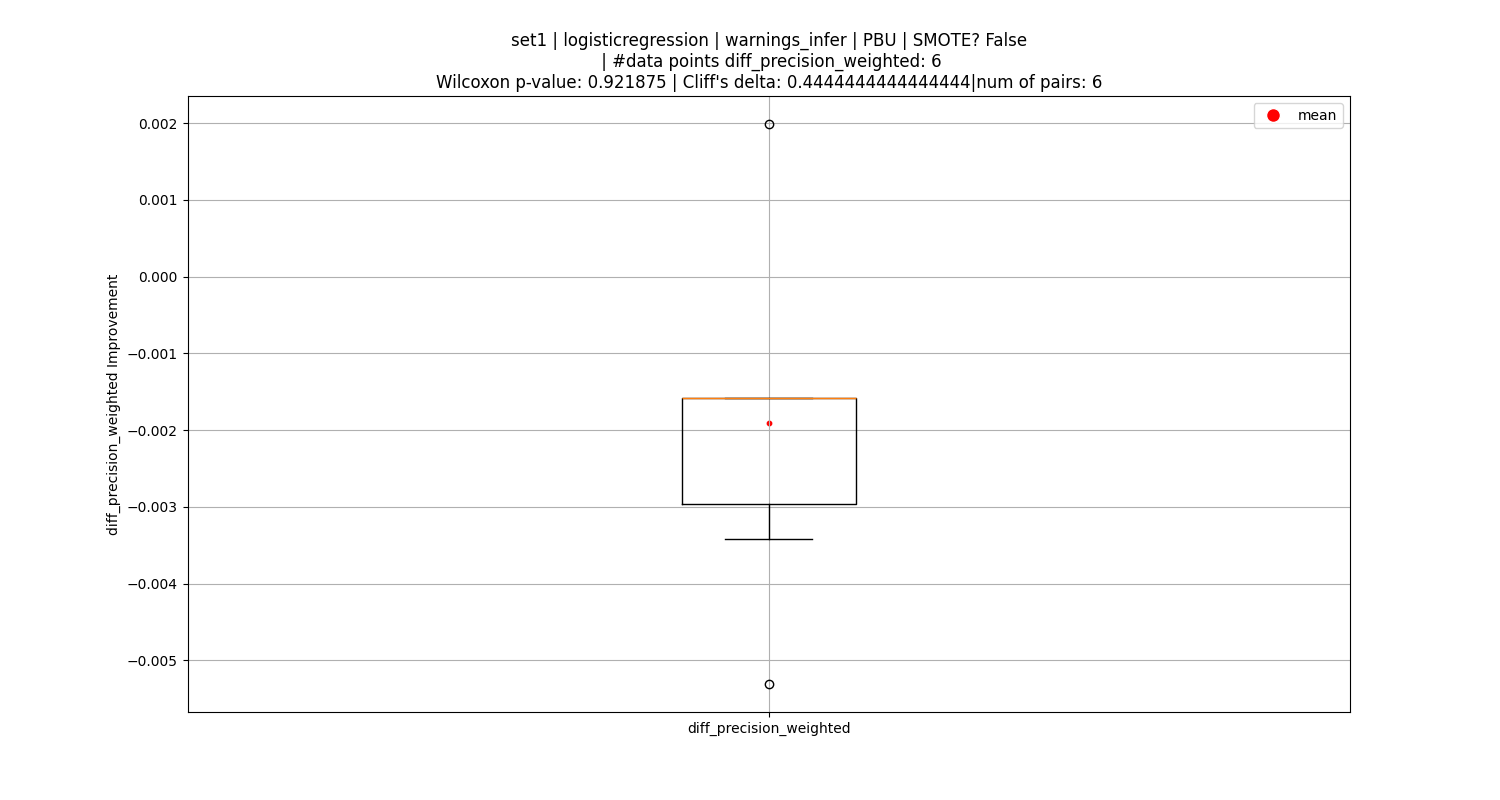 set1 | logisticregression | warnings_infer | PBU | SMOTE? False
| #data points diff_precision_weighted: 6
Wilcoxon p-value: 0.921875 | Cliff's delta: 0.4444444444444444|num of pairs: 6
mean
0.002
0.001
0.000
−0.001
−0.002
−0.003
−0.004
−0.005
diff_precision_weighted Improvement
diff_precision_weighted